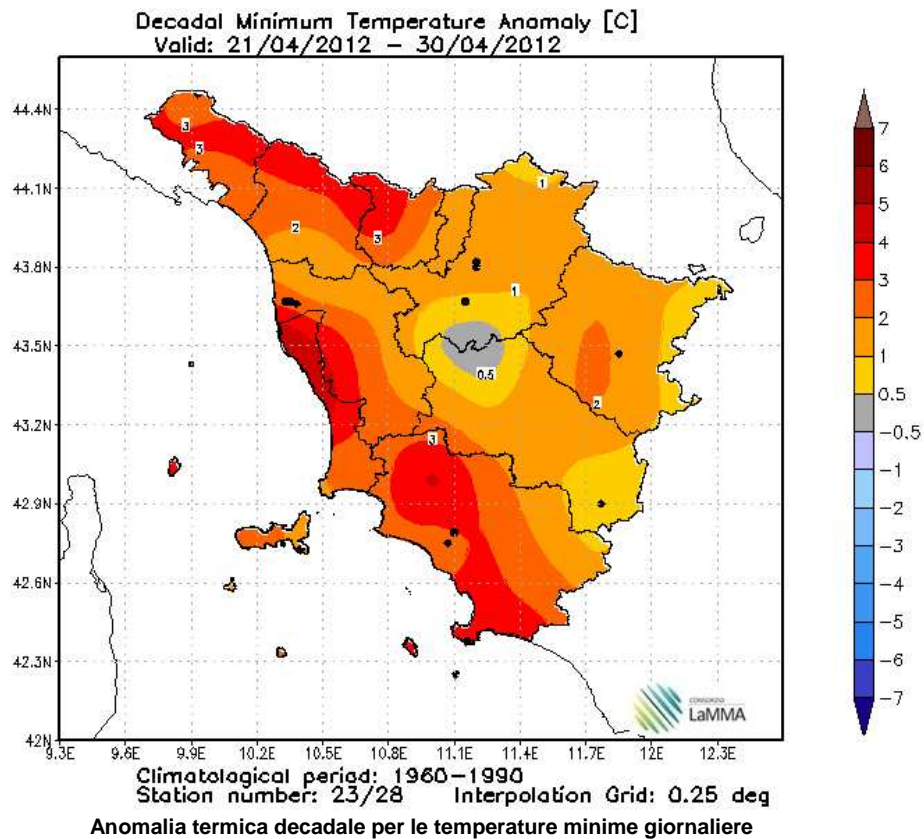 Decadal Minimum Temperature Anomaly [C]
Valid: 21/04/2012 – 30/04/2012
44.4N
44.1N
43.8N
43.5N
43.2N
42.9N
42.6N
42.3N
42N
9.3E 9.6E 9.9E 10.2E 10.5E 10.8E 11.1E 11.4E 11.7E 12E 12.3E
3
3
1
2
3
1
0.5
2
3
7
6
5
4
3
2
1
0.5
-0.5
-1
-2
-3
-4
-5
-6
-7
CONSORZIO
LaMMA
Climatological period: 1960–1990
Station number: 23/28 Interpolation Grid: 0.25 deg
Anomalia termica decadale per le temperature minime giornaliere